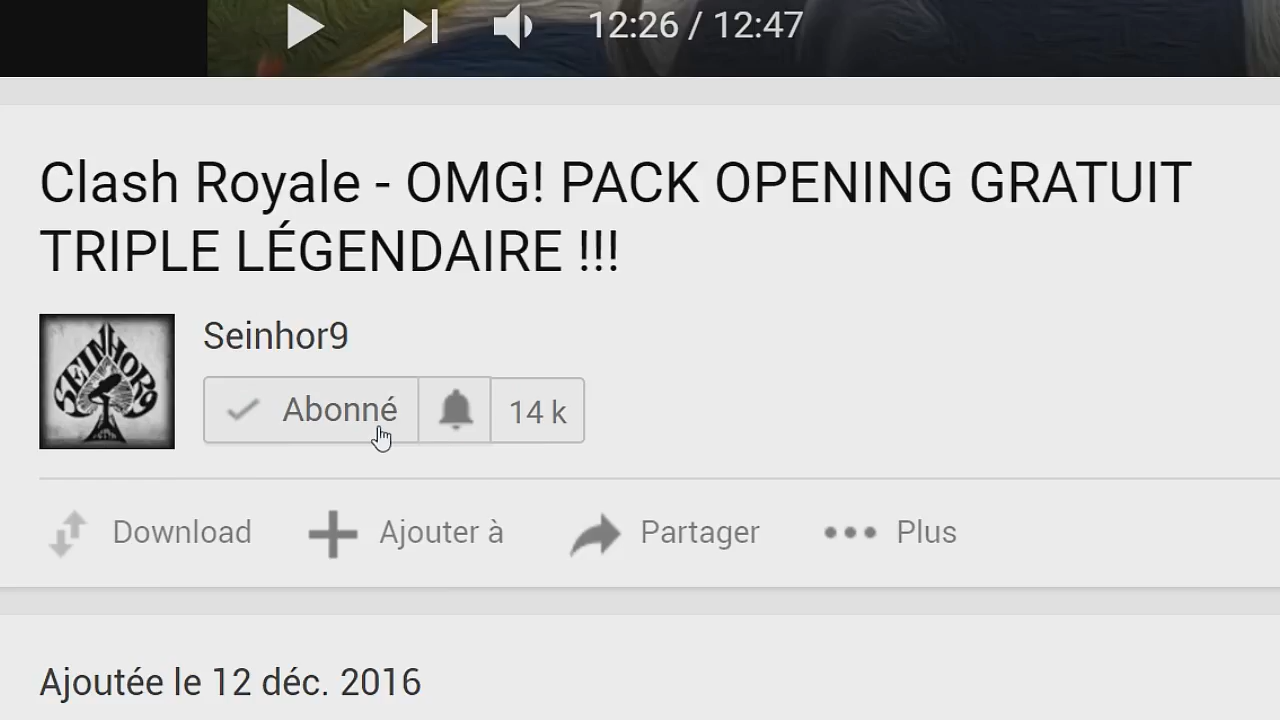 12:26 / 12:47
Clash Royale - OMG! PACK OPENING GRATUIT
TRIPLE LÉGENDAIRE !!!
SEINHOR9
Seinhor9
Abonné 14 k
Download Ajouter à Partager Plus
Ajoutée le 12 déc. 2016